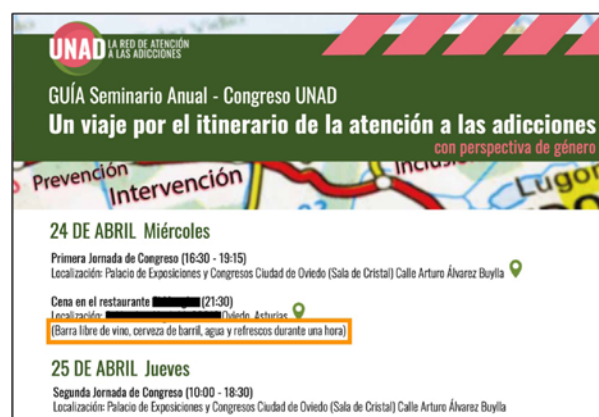 UNAD LA RED DE ATENCIÓN
A LAS ADICCIONES
GUÍA Seminario Anual - Congreso UNAD
Un viaje por el itinerario de la atención a las adicciones
con perspectiva de género
Prevención
Intervención
Lugo
24 DE ABRIL Miércoles
Primera Jornada de Congreso (16:30 - 19:15)
Localización: Palacio de Exposiciones y Congresos Ciudad de Oviedo (Sala de Cristal) Calle Arturo Álvarez Buylla
Cena en el restaurante (21:30)
Localización: Oviedo, Asturias
(Barra libre de vino, cerveza de barril, agua y refrescos durante una hora)
25 DE ABRIL Jueves
Segunda Jornada de Congreso (10:00 - 18:30)
Localización: Palacio de Exposiciones y Congresos Ciudad de Oviedo (Sala de Cristal) Calle Arturo Álvarez Buylla